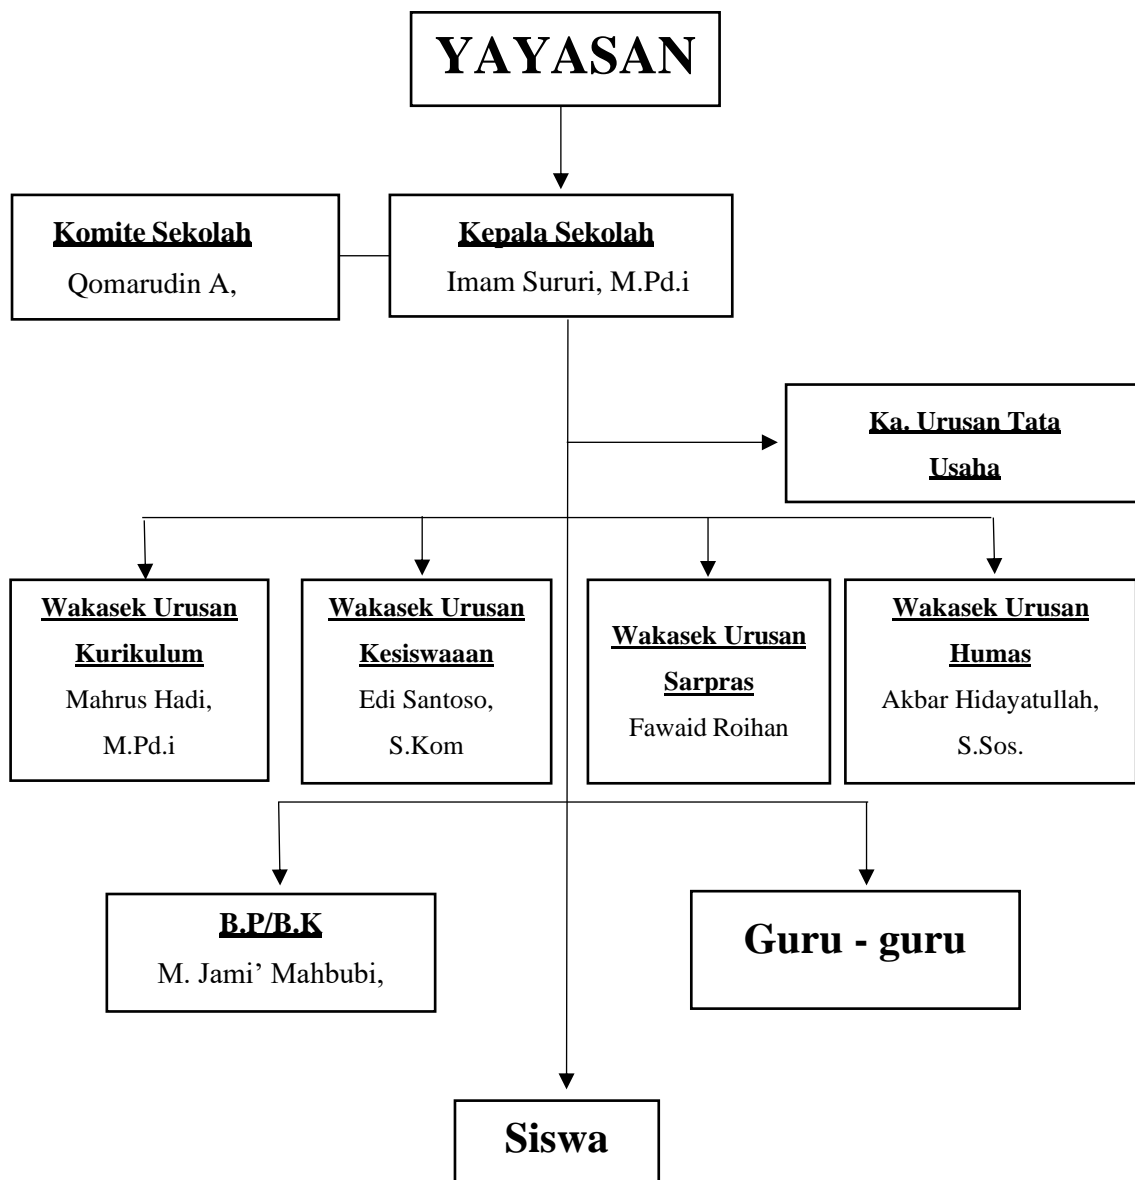 YAYASAN
Komite Sekolah
Qomarudin A,
Kepala Sekolah
Imam Sururi, M.Pd.i
Ka. Urusan Tata
Usaha
Wakasek Urusan
Kurikulum
Mahrus Hadi,
M.Pd.i
Wakasek Urusan
Kesiswaaan
Edi Santoso,
S.Kom
Wakasek Urusan
Sarpras
Fawaid Roihan
Wakasek Urusan
Humas
Akbar Hidayatullah,
S.Sos.
B.P/B.K
M. Jami’ Mahbubi,
Guru - guru
Siswa